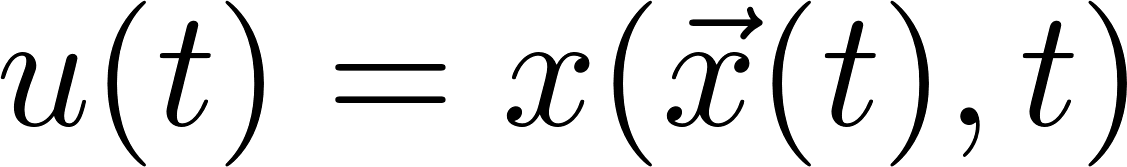 u(t) = x(\vec{x}(t), t)